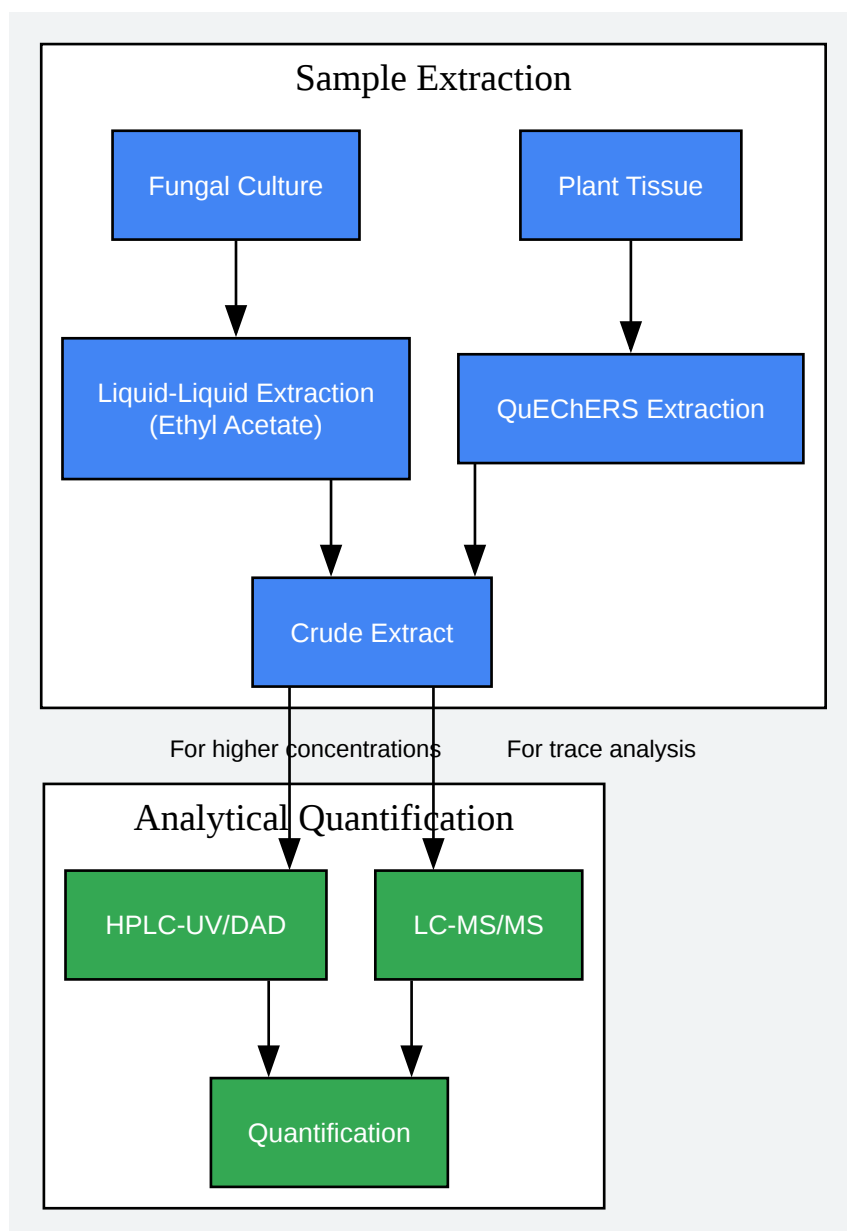 Sample Extraction
Fungal Culture
Plant Tissue
Liquid-Liquid Extraction
(Ethyl Acetate)
QuEChERS Extraction
Crude Extract
For higher concentrations
For trace analysis
Analytical Quantification
HPLC-UV/DAD
LC-MS/MS
Quantification